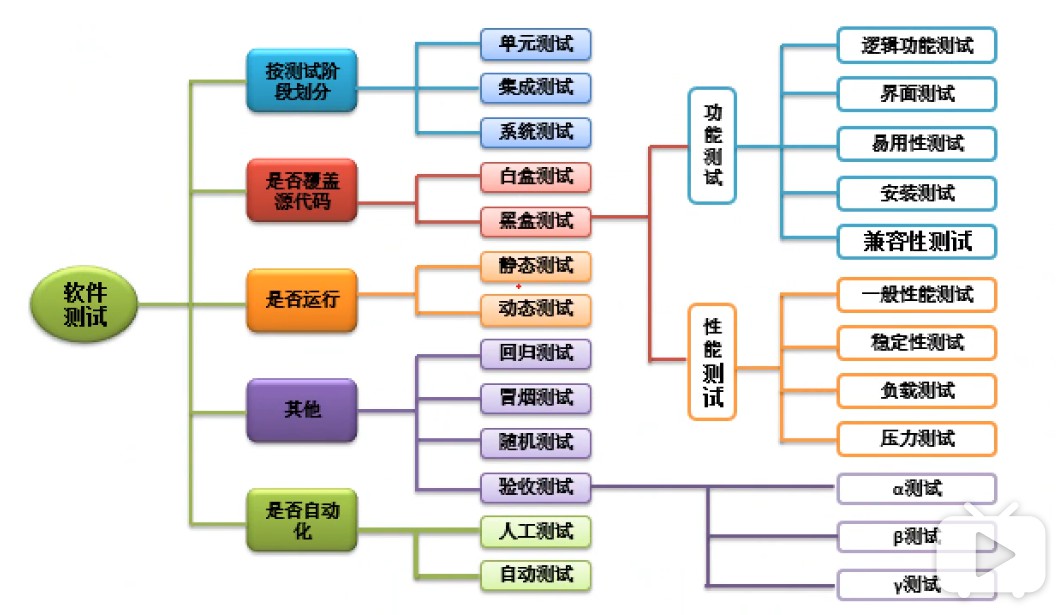 软件
测试
按测试阶
段划分
单元测试
集成测试
系统测试
是否覆盖
源代码
白盒测试
黑盒测试
功
能
测
试
逻辑功能测试
界面测试
易用性测试
安装测试
兼容性测试
性
能
测
试
一般性能测试
稳定性测试
负载测试
压力测试
是否运行
静态测试
动态测试
其他
回归测试
冒烟测试
随机测试
验收测试
α测试
β测试
γ测试
是否自动
化
人工测试
自动测试